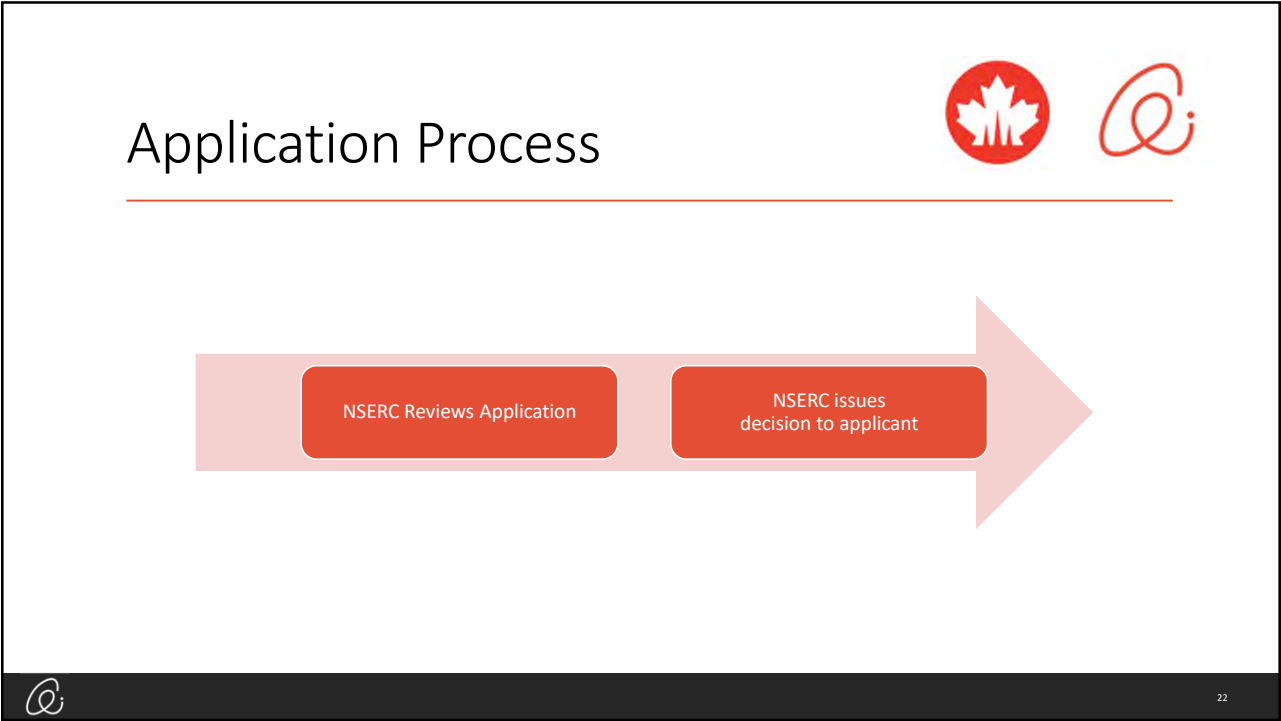 Application Process
NSERC Reviews Application
NSERC issues
decision to applicant
22